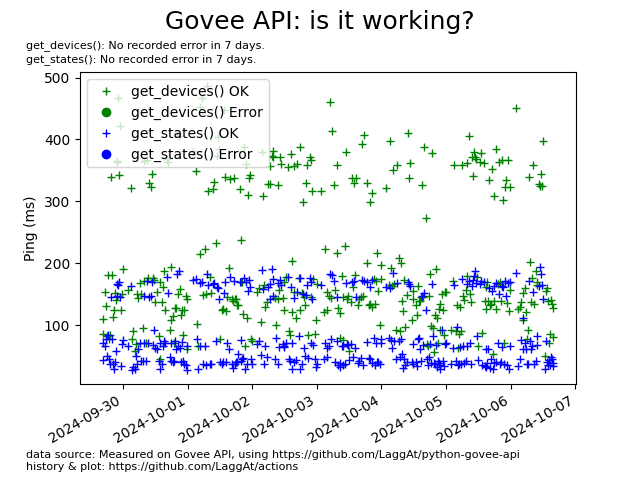 Govee API: is it working?
get_devices(): No recorded error in 7 days.
get_states(): No recorded error in 7 days.
500
400
300
200
100
Ping (ms)
get_devices() OK
get_devices() Error
get_states() OK
get_states() Error
2024-09-30
2024-10-01
2024-10-02
2024-10-03
2024-10-04
2024-10-05
2024-10-06
2024-10-07
data source: Measured on Govee API, using https://github.com/LaggAt/python-govee-api
history & plot: https://github.com/LaggAt/actions